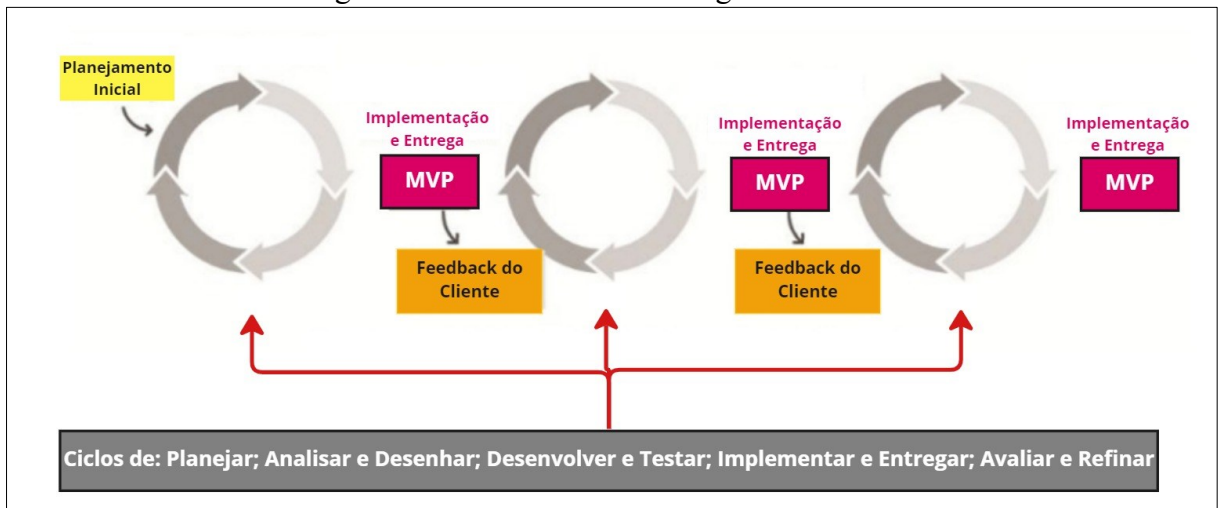 Planejamento
Inicial
Implementação
e Entrega
MVP
Feedback do
Cliente
Implementação
e Entrega
MVP
Feedback do
Cliente
Implementação
e Entrega
MVP
Ciclos de: Planejar; Analisar e Desenhar; Desenvolver e Testar; Implementar e Entregar; Avaliar e Refinar